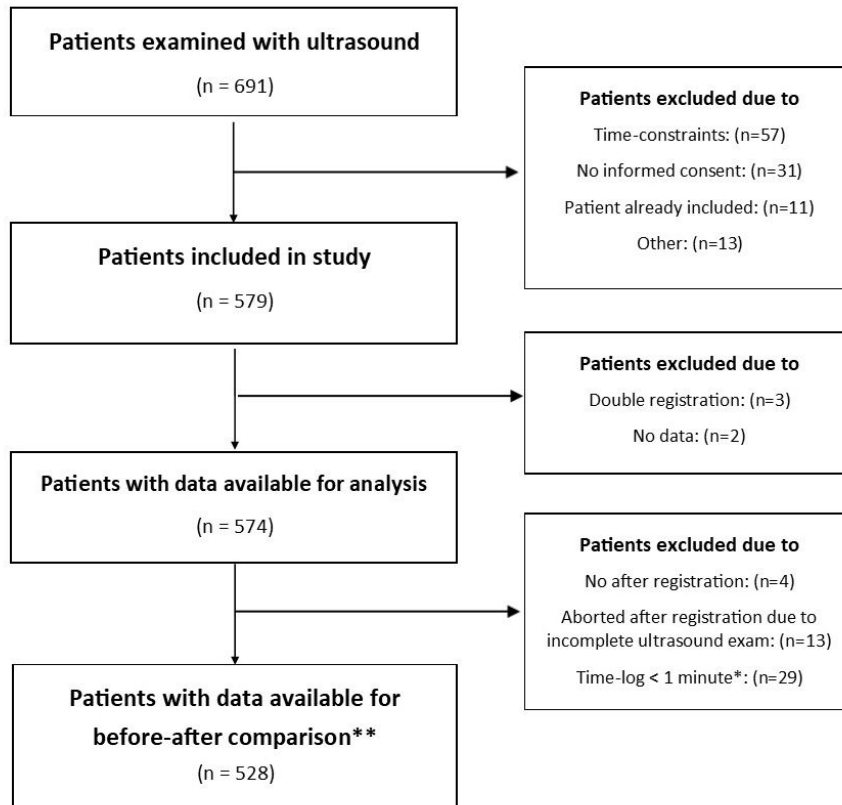 Patients examined with ultrasound
(n = 691)
Patients excluded due to
Time-constraints: (n=57)
No informed consent: (n=31)
Patient already included: (n=11)
Other: (n=13)
Patients included in study
(n = 579)
Patients excluded due to
Double registration: (n=3)
No data: (n=2)
Patients with data available for analysis
(n = 574)
Patients excluded due to
No after registration: (n=4)
Aborted after registration due to
incomplete ultrasound exam: (n=13)
Time-log < 1 minute*: (n=29)
Patients with data available for
before-after comparison**
(n = 528)